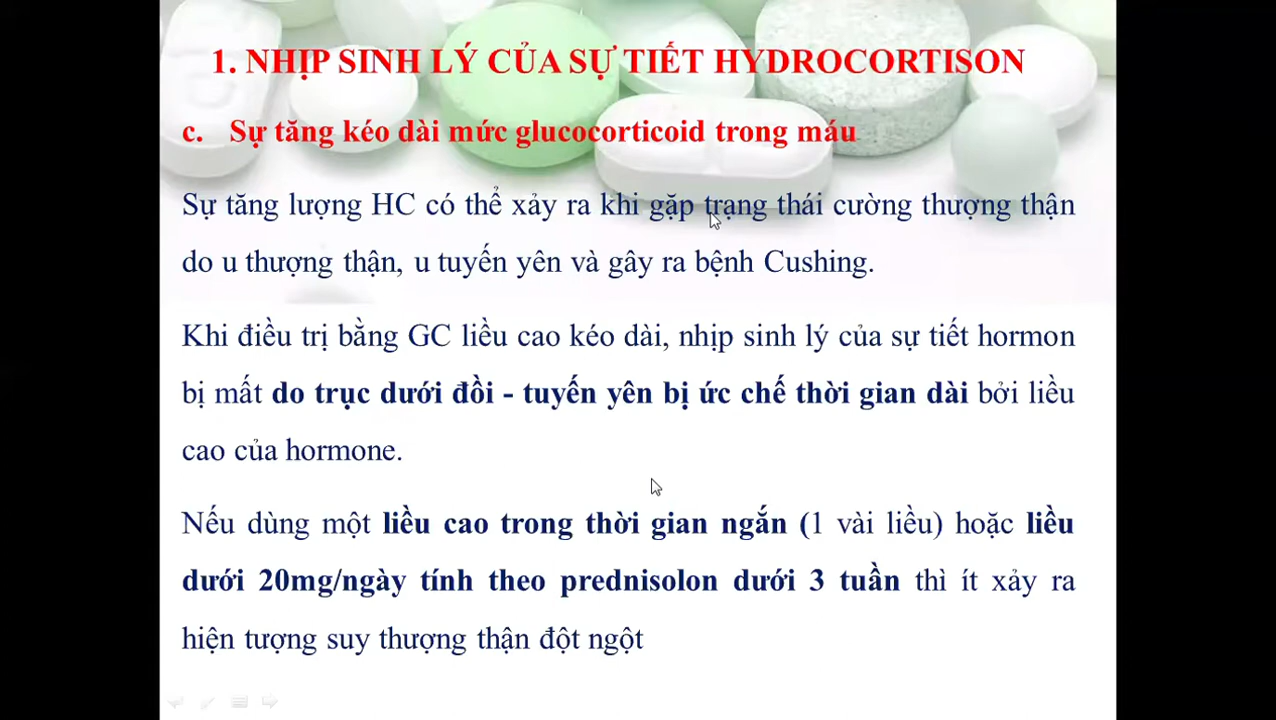 1. NHỊP SINH LÝ CỦA SỰ TIẾT HYDROCORTISON
c. Sự tăng kéo dài mức glucocorticoid trong máu
Sự tăng lượng HC có thể xảy ra khi gặp trạng thái cường thượng thận
do u thượng thận, u tuyến yên và gây ra bệnh Cushing.
Khi điều trị bằng GC liều cao kéo dài, nhịp sinh lý của sự tiết hormon
bị mất do trục dưới đồi - tuyến yên bị ức chế thời gian dài bởi liều
cao của hormone.
Nếu dùng một liều cao trong thời gian ngắn (1 vài liều) hoặc liều
dưới 20mg/ngày tính theo prednisolon dưới 3 tuần thì ít xảy ra
hiện tượng suy thượng thận đột ngột